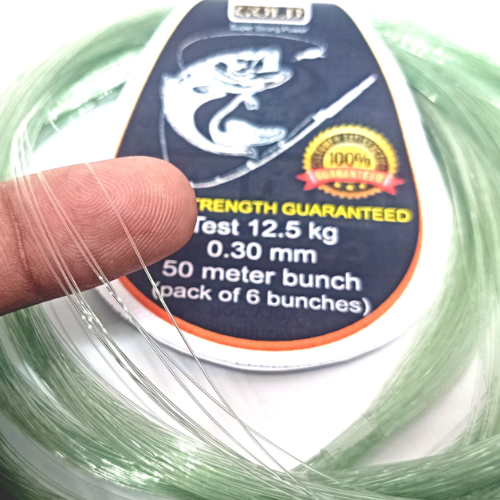 GOLD
Super Strong Power
100%
GUARANTEED
TRENGTH GUARANTEED
Test 12.5 kg
0.30 mm
50 meter bunch
(pack of 6 bunches)